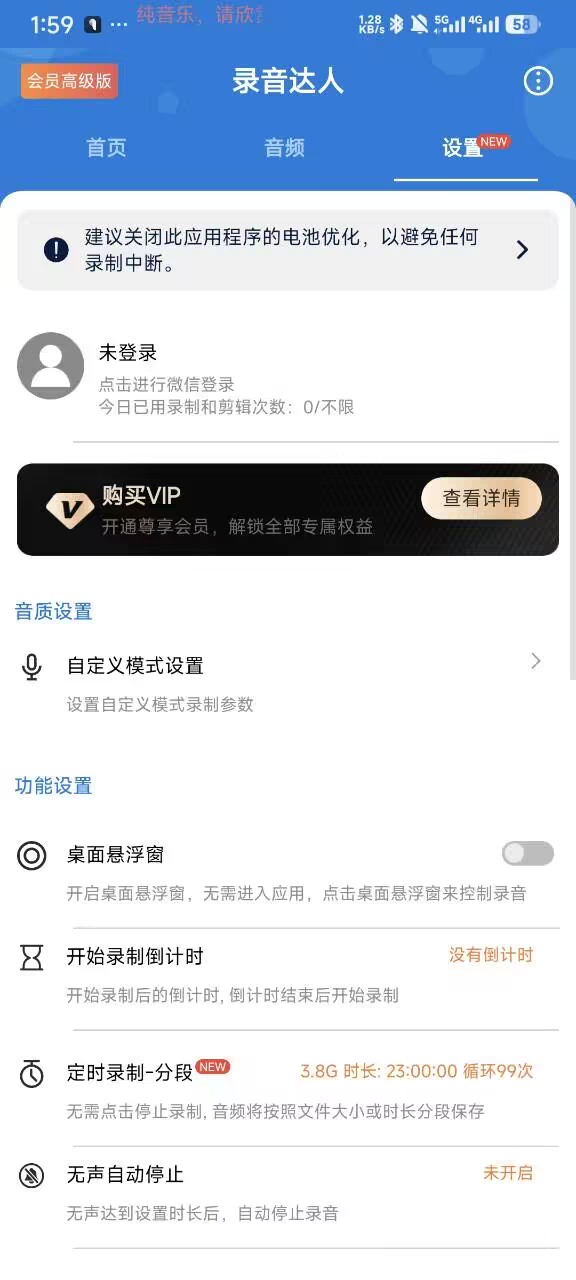 1:59 ··· 纯音乐，请欣
1.28 KB/s 5G 4G 58
会员高级版
录音达人
首页 音频 设置 NEW
建议关闭此应用程序的电池优化，以避免任何
录制中断。
未登录
点击进行微信登录
今日已用录制和剪辑次数：0/不限
购买VIP
查看详情
开通尊享会员，解锁全部专属权益
音质设置
自定义模式设置
设置自定义模式录制参数
功能设置
桌面悬浮窗
开启桌面悬浮窗，无需进入应用，点击桌面悬浮窗来控制录音
开始录制倒计时 没有倒计时
开始录制后的倒计时, 倒计时结束后开始录制
定时录制-分段 NEW 3.8G 时长: 23:00:00 循环99次
无需点击停止录制, 音频将按照文件大小或时长分段保存
无声自动停止 未开启
无声达到设置时长后，自动停止录音